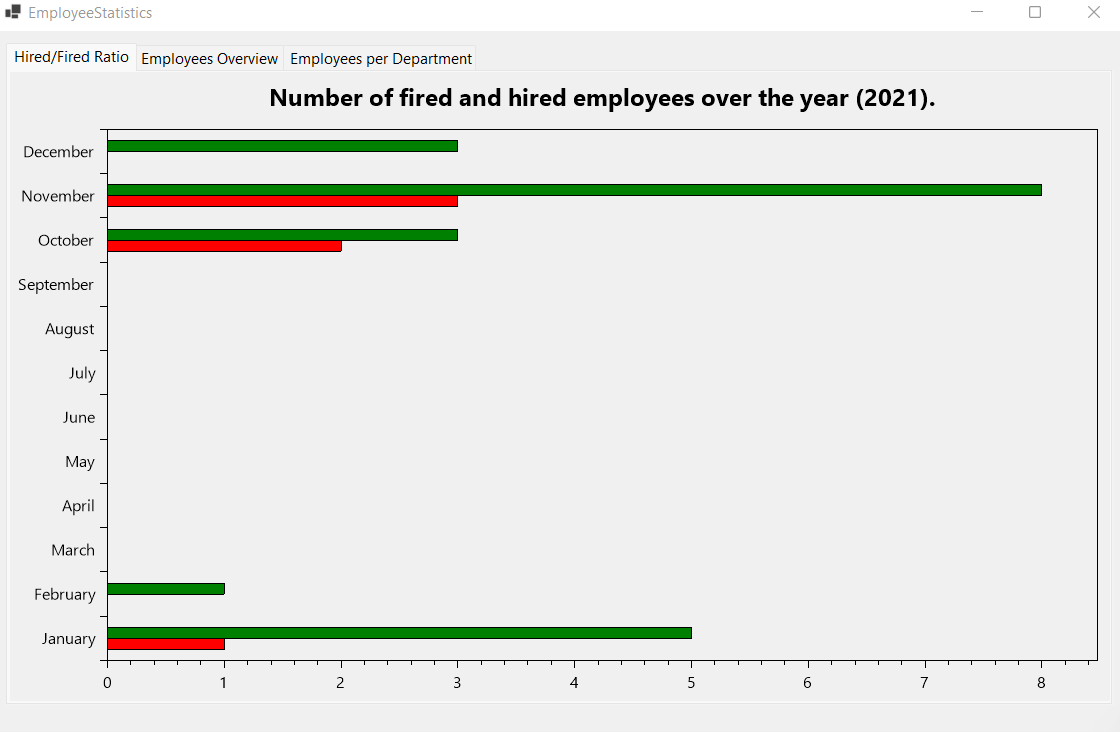 EmployeeStatistics
Hired/Fired Ratio Employees Overview Employees per Department
Number of fired and hired employees over the year (2021).
December
November
October
September
August
July
June
May
April
March
February
January
0 1 2 3 4 5 6 7 8